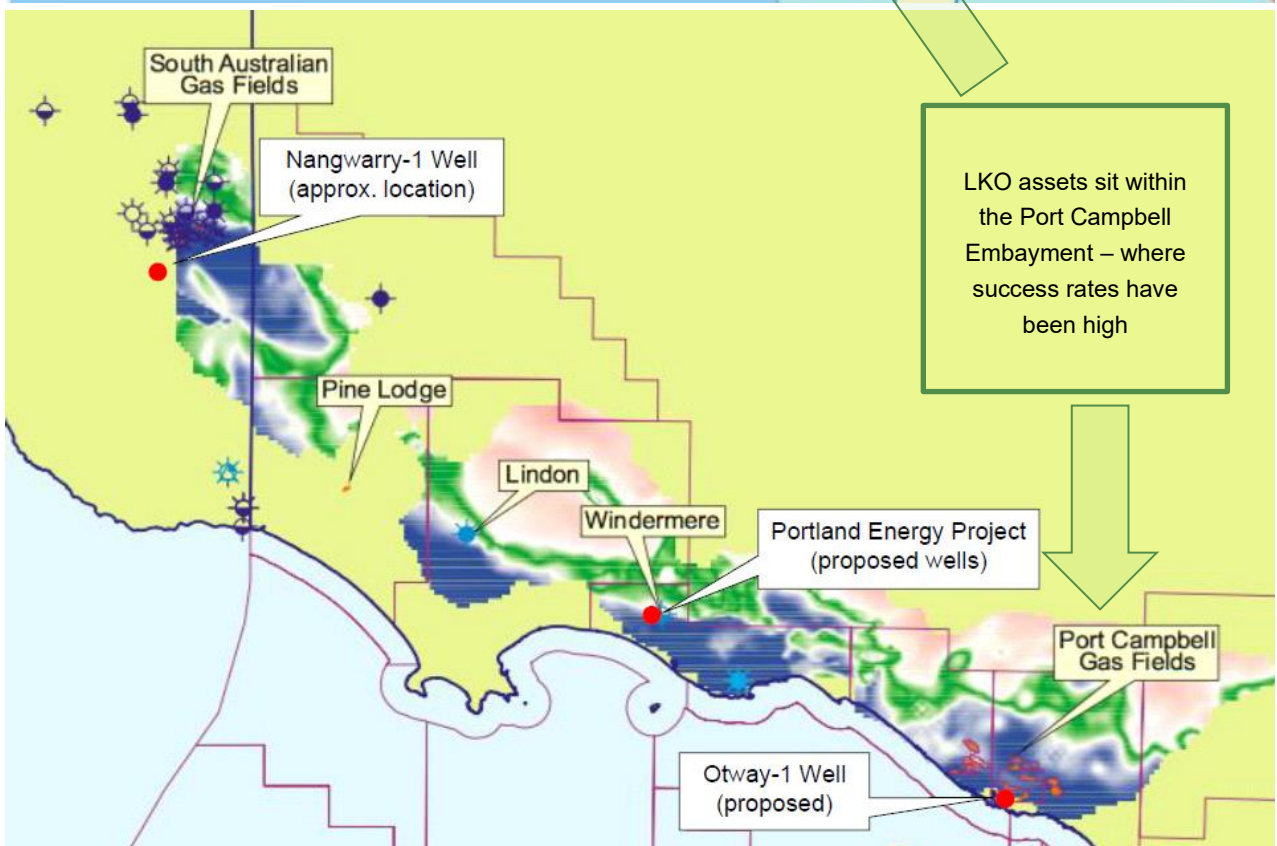 South Australian
Gas Fields
Nangwarry-1 Well
(approx. location)
LKO assets sit within
the Port Campbell
Embayment – where
success rates have
been high
Pine Lodge
Lindon
Windermere
Portland Energy Project
(proposed wells)
Port Campbell
Gas Fields
Otway-1 Well
(proposed)